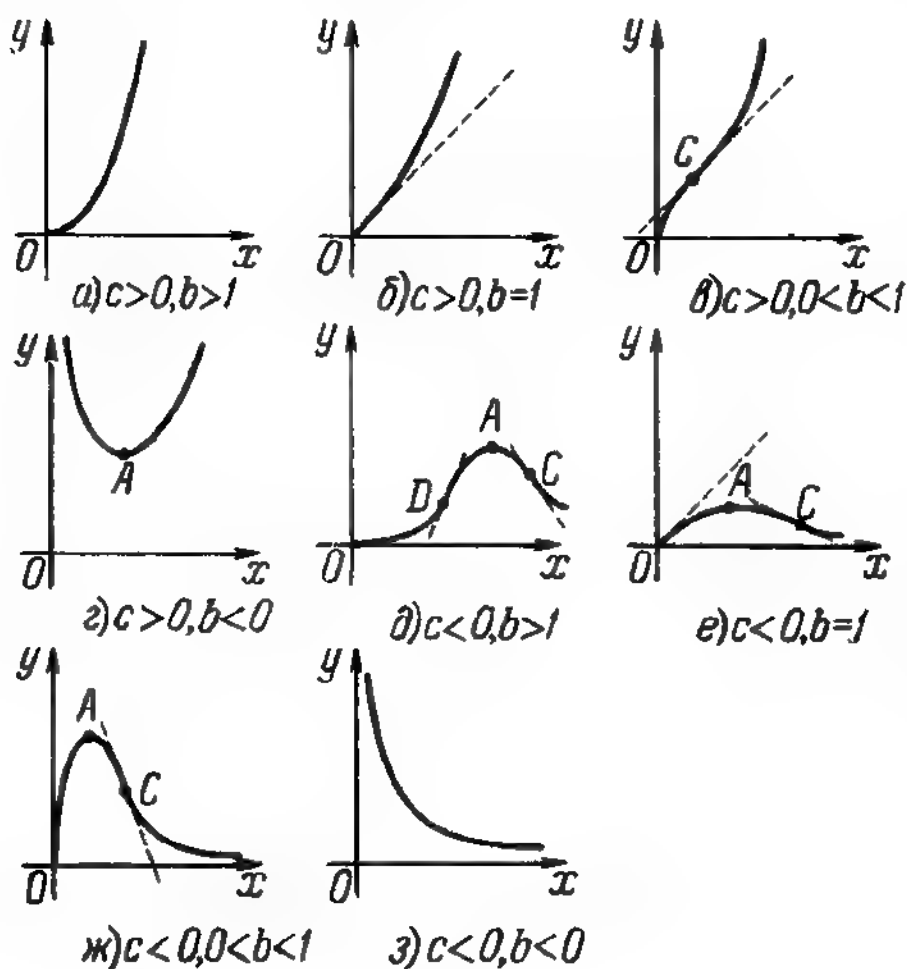 y y y
C
0 x 0 x 0 x
а) c>0, b>1 б) c>0, b=1 в) c>0, 0<b<1
y y y
A A A
D C C
0 x 0 x 0 x
г) c>0, b<0 д) c<0, b>1 е) c<0, b=1
y y
A
C
0 x 0 x
ж) c<0, 0<b<1 з) c<0, b<0